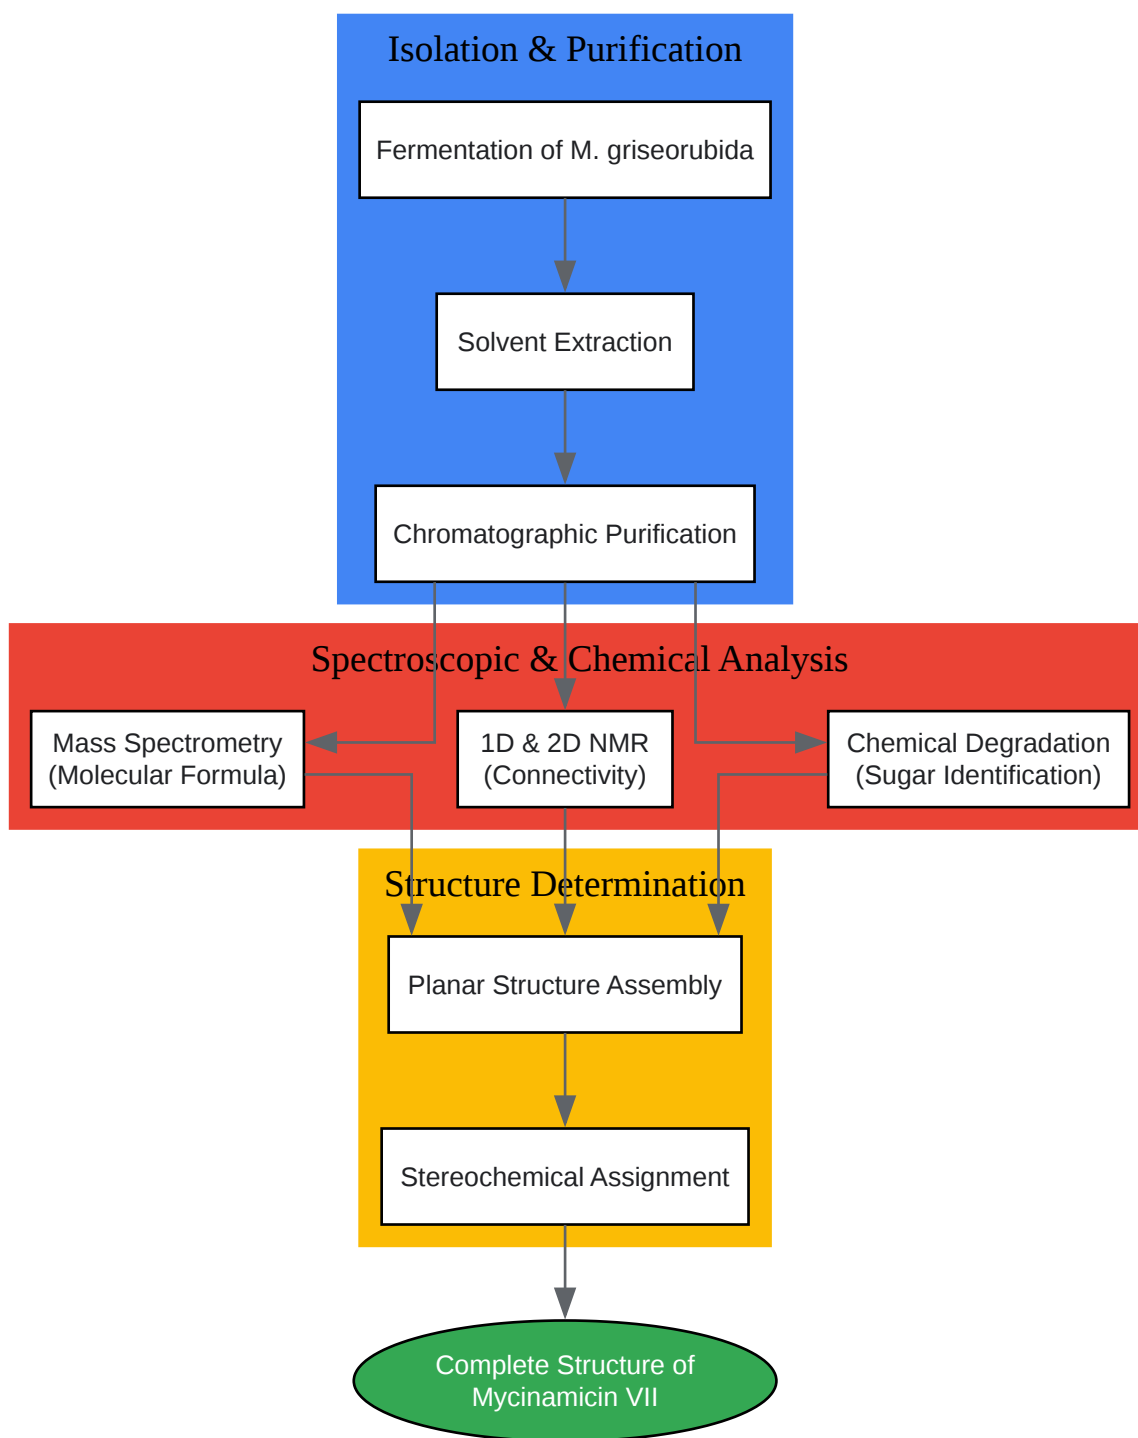 Isolation & Purification
Fermentation of M. griseorubida
Solvent Extraction
Chromatographic Purification
Spectroscopic & Chemical Analysis
Mass Spectrometry
(Molecular Formula)
1D & 2D NMR
(Connectivity)
Chemical Degradation
(Sugar Identification)
Structure Determination
Planar Structure Assembly
Stereochemical Assignment
Complete Structure of
Mycinamicin VII